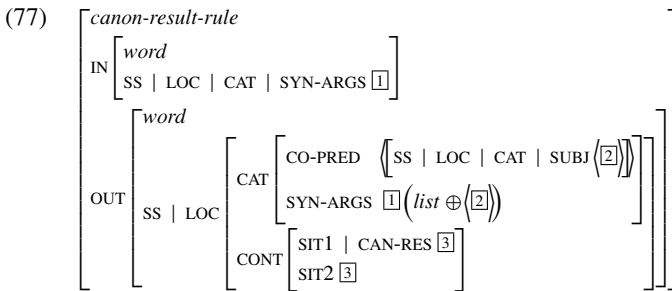 (77)
canon-result-rule
IN
word
SS | LOC | CAT | SYN-ARGS 1
OUT
word
SS | LOC
CAT
CO-PRED ⟨[SS | LOC | CAT | SUBJ ⟨2⟩]⟩
SYN-ARGS 1 (list ⊕ ⟨2⟩)
CONT
SIT1 | CAN-RES 3
SIT2 3